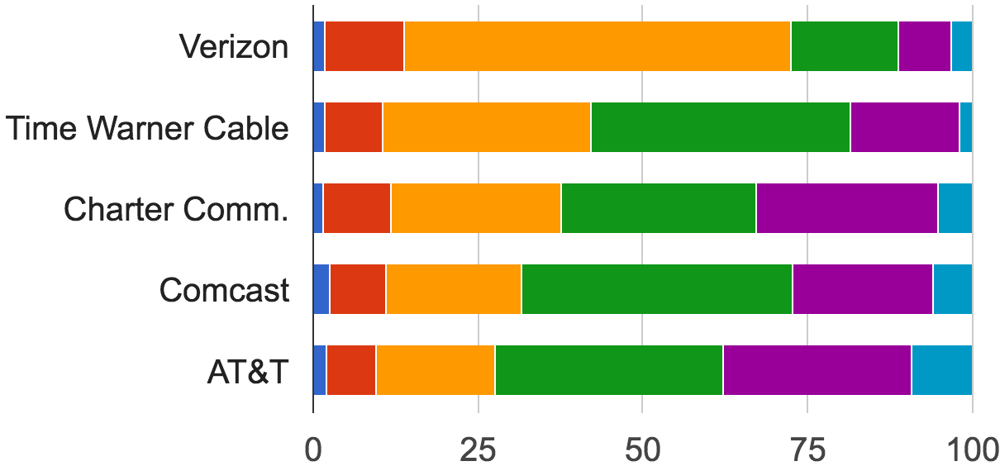 Verizon
Time Warner Cable
Charter Comm.
Comcast
AT&T
0 25 50 75 100